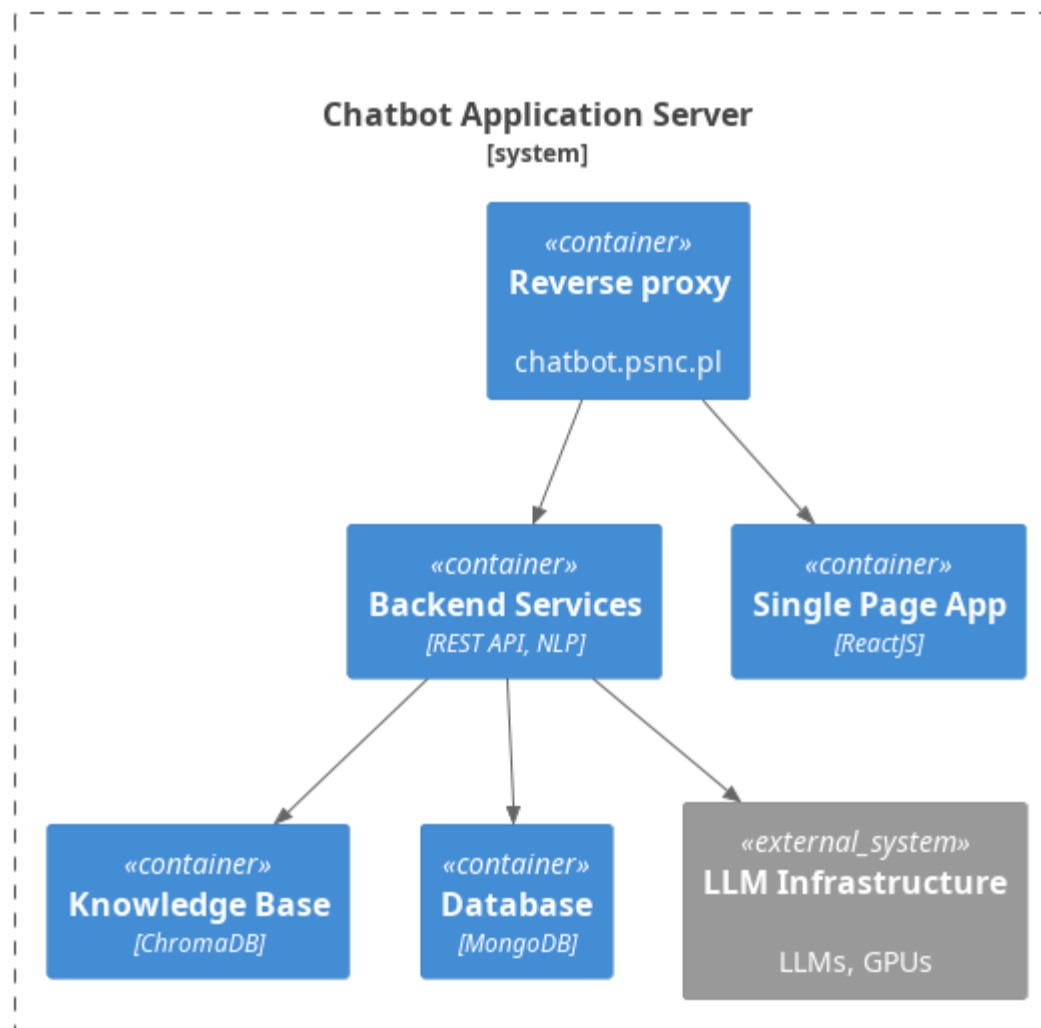 Chatbot Application Server
[system]
«container»
Reverse proxy
chatbot.psnc.pl
«container»
Backend Services
[REST API, NLP]
«container»
Single Page App
[ReactJS]
«container»
Knowledge Base
[ChromaDB]
«container»
Database
[MongoDB]
«external_system»
LLM Infrastructure
LLMs, GPUs